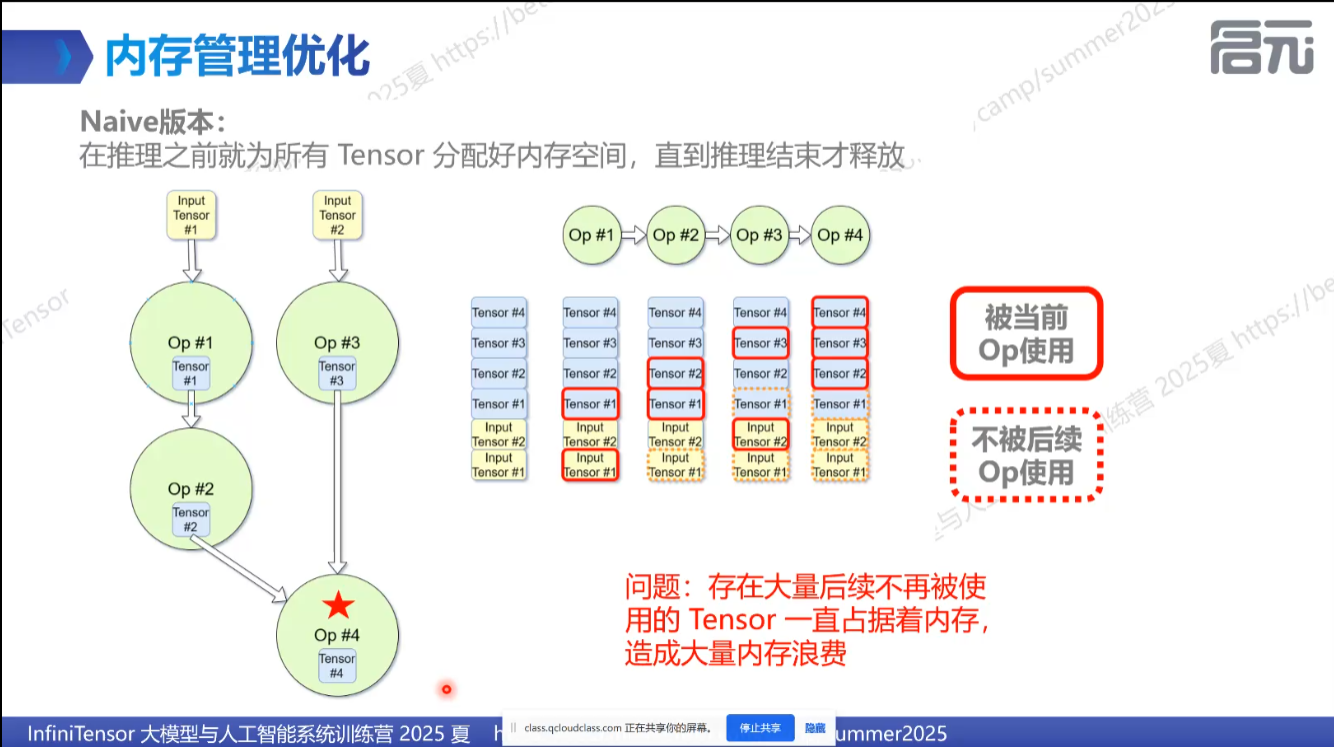 内存管理优化
启元
Naive版本：
在推理之前就为所有 Tensor 分配好内存空间，直到推理结束才释放
Input
Tensor
#1
Input
Tensor
#2
Op #1
Tensor
#1
Op #3
Tensor
#3
Op #2
Tensor
#2
Op #4
Tensor
#4
Op #1
Op #2
Op #3
Op #4
Tensor #4
Tensor #4
Tensor #4
Tensor #4
Tensor #4
Tensor #3
Tensor #3
Tensor #3
Tensor #3
Tensor #3
Tensor #2
Tensor #2
Tensor #2
Tensor #2
Tensor #2
Tensor #1
Tensor #1
Tensor #1
Tensor #1
Tensor #1
Input
Tensor #2
Input
Tensor #2
Input
Tensor #2
Input
Tensor #2
Input
Tensor #2
Input
Tensor #1
Input
Tensor #1
Input
Tensor #1
Input
Tensor #1
Input
Tensor #1
被当前
Op使用
不被后续
Op使用
问题：存在大量后续不再被使
用的 Tensor 一直占据着内存，
造成大量内存浪费
InfiniTensor 大模型与人工智能系统训练营 2025 夏
class.qcloudclass.com 正在共享你的屏幕。
停止共享
隐藏
ummer2025
2025夏 https://be
camp/summer2025
Tensor
练营 2025夏 https://be
与人